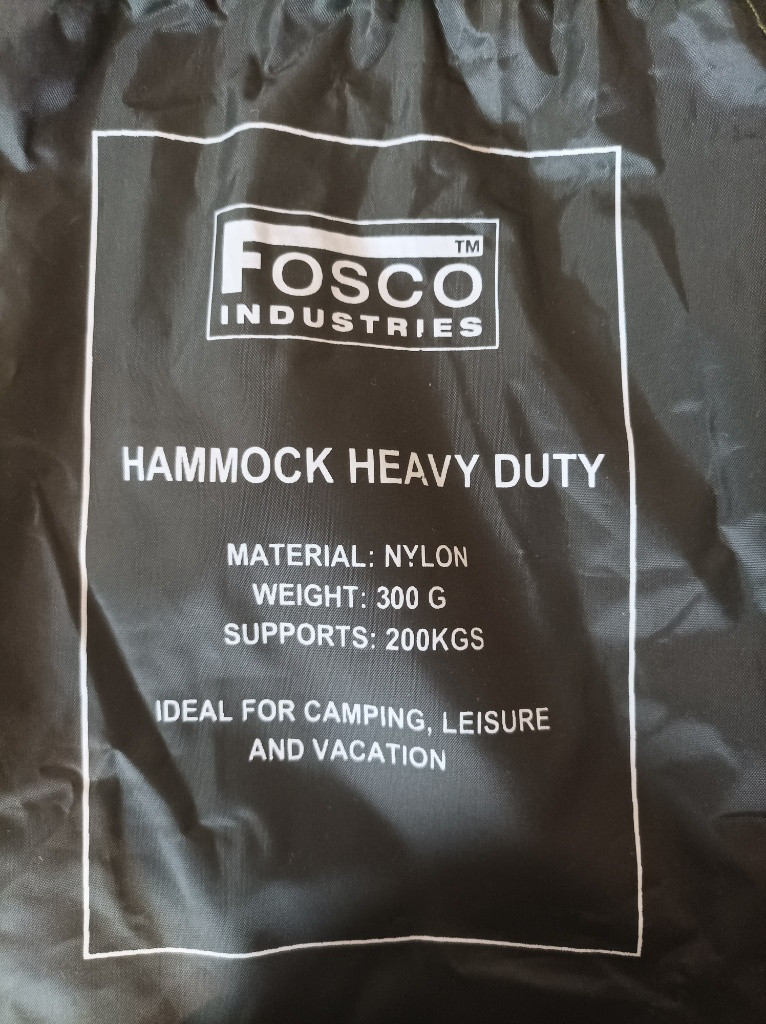 FOSCO TM
INDUSTRIES
HAMMOCK HEAVY DUTY
MATERIAL: NYLON
WEIGHT: 300 G
SUPPORTS: 200KGS
IDEAL FOR CAMPING, LEISURE
AND VACATION